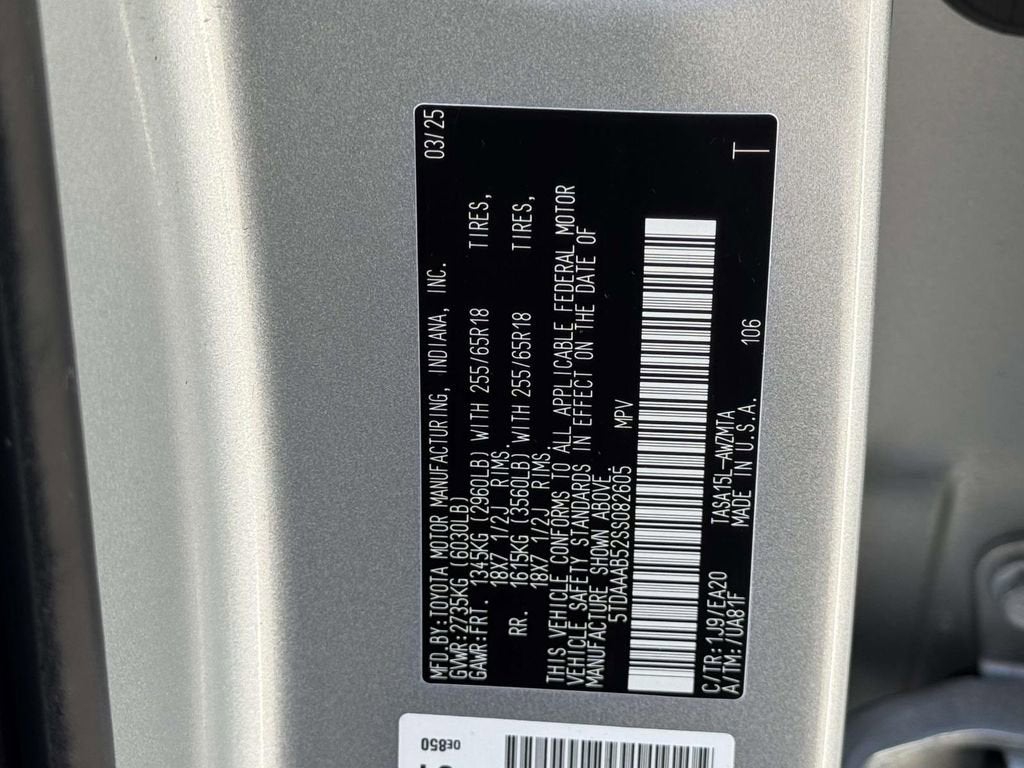 MFD.BY:TOYOTA MOTOR MANUFACTURING, INDIANA, INC. 03/25
GVWR:2735KG (6030LB)
GAWR:FRT. 1345KG (2960LB) WITH 255/65R18 TIRES,
18X7 1/2J RIMS.
RR. 1615KG (3560LB) WITH 255/65R18 TIRES,
18X7 1/2J RIMS.
THIS VEHICLE CONFORMS TO ALL APPLICABLE FEDERAL MOTOR
VEHICLE SAFETY STANDARDS IN EFFECT ON THE DATE OF
MANUFACTURE SHOWN ABOVE.
5TDAAAB52SS082605 MPV
C/TR:1J9/EA20 TASA15L-AWZM1A 106 T
A/TM:/UA81F MADE IN U.S.A.
0E850